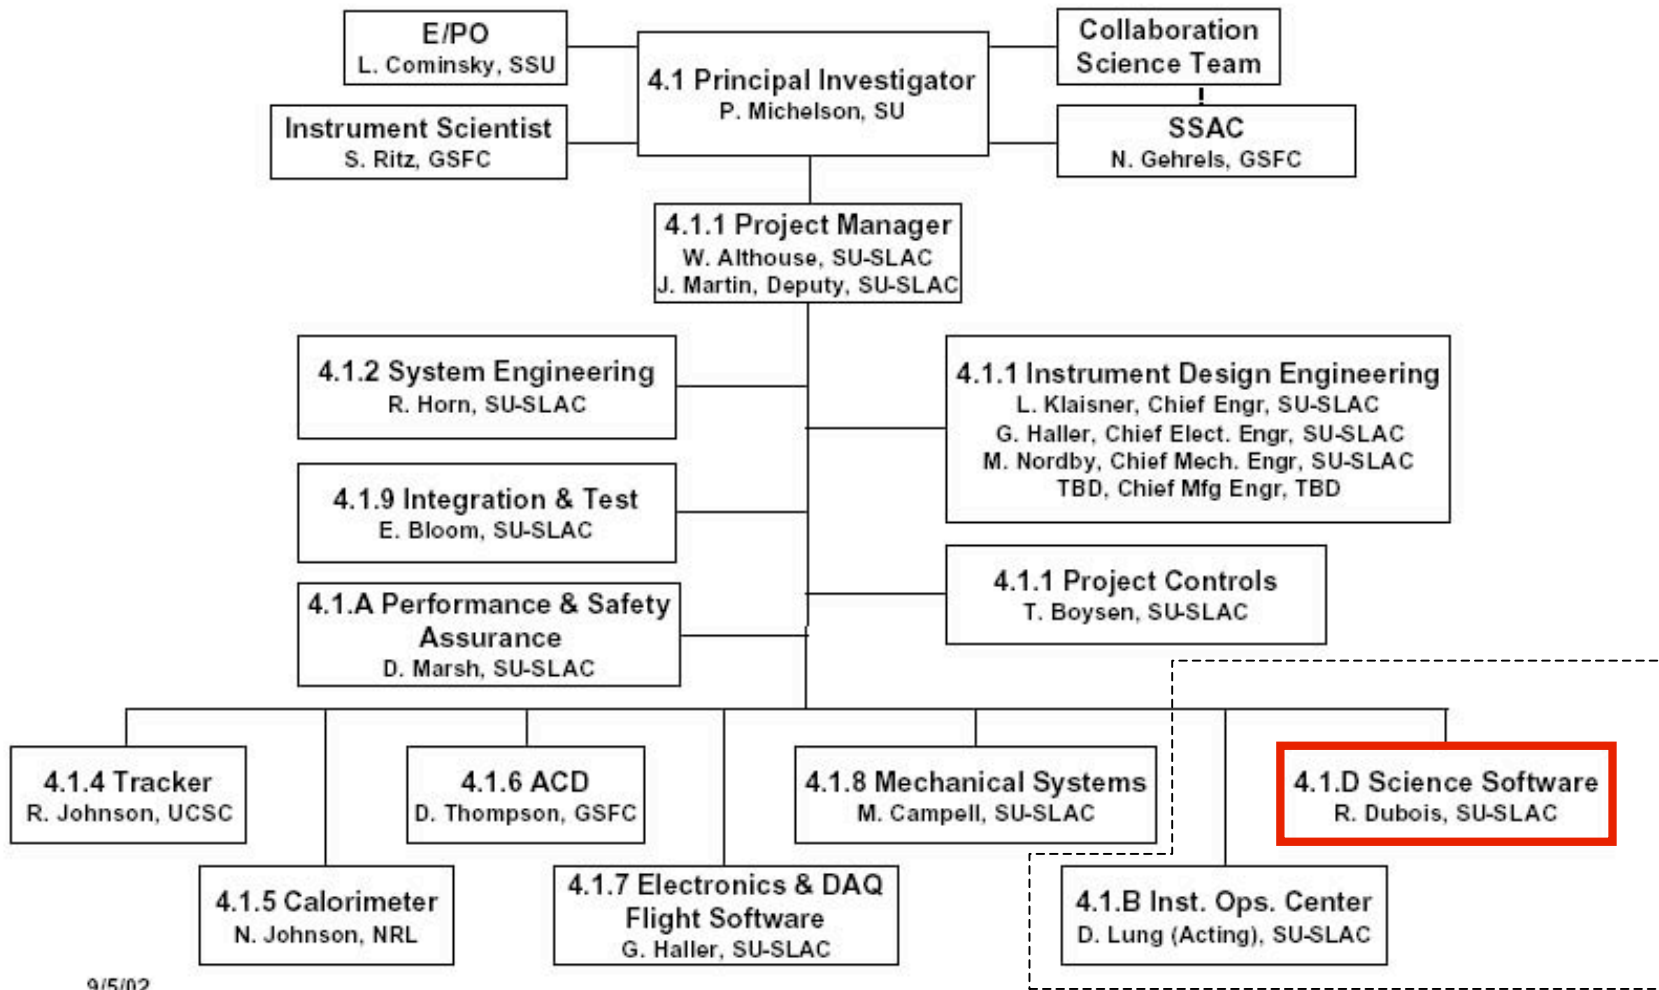 E/PO
L. Cominsky, SSU
4.1 Principal Investigator
P. Michelson, SU
Collaboration
Science Team
Instrument Scientist
S. Ritz, GSFC
SSAC
N. Gehrels, GSFC
4.1.1 Project Manager
W. Althouse, SU-SLAC
J. Martin, Deputy, SU-SLAC
4.1.2 System Engineering
R. Horn, SU-SLAC
4.1.1 Instrument Design Engineering
L. Klaisner, Chief Engr, SU-SLAC
G. Haller, Chief Elect. Engr, SU-SLAC
M. Nordby, Chief Mech. Engr, SU-SLAC
TBD, Chief Mfg Engr, TBD
4.1.9 Integration & Test
E. Bloom, SU-SLAC
4.1.1 Project Controls
T. Boysen, SU-SLAC
4.1.A Performance & Safety
Assurance
D. Marsh, SU-SLAC
4.1.4 Tracker
R. Johnson, UCSC
4.1.6 ACD
D. Thompson, GSFC
4.1.8 Mechanical Systems
M. Campell, SU-SLAC
4.1.D Science Software
R. Dubois, SU-SLAC
4.1.5 Calorimeter
N. Johnson, NRL
4.1.7 Electronics & DAQ
Flight Software
G. Haller, SU-SLAC
4.1.B Inst. Ops. Center
D. Lung (Acting), SU-SLAC
9/5/02